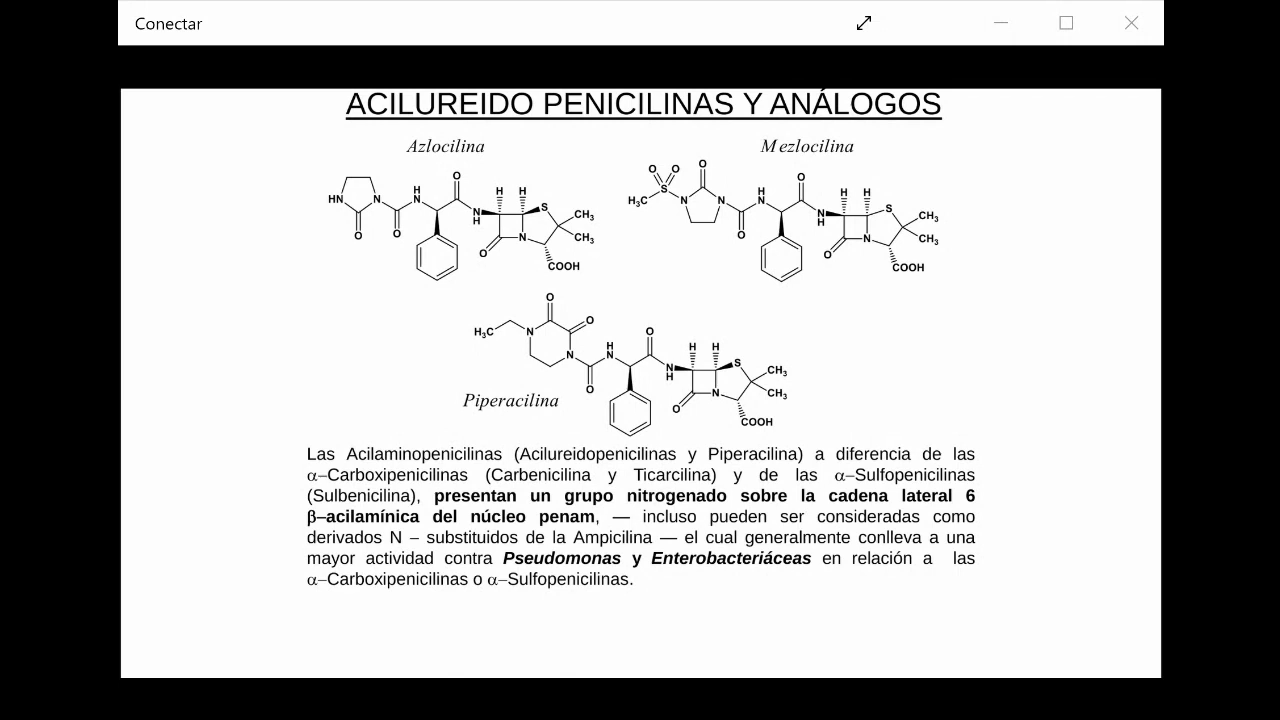 Conectar
ACILUREIDO PENICILINAS Y ANÁLOGOS
Azlocilina
Mezlocilina
HN
N
O
O
H
N
O
N
H
H
H
S
CH3
CH3
O
N
COOH
O
O
S
H3C
N
O
N
O
H
N
O
N
H
H
H
S
CH3
CH3
O
N
COOH
O
O
H3C
N
N
O
H
N
O
N
H
H
H
S
CH3
CH3
O
N
COOH
Piperacilina
Las Acilaminopenicilinas (Acilureidopenicilinas y Piperacilina) a diferencia de las
α–Carboxipenicilinas (Carbenicilina y Ticarcilina) y de las α–Sulfopenicilinas
(Sulbenicilina), presentan un grupo nitrogenado sobre la cadena lateral 6
β–acilamínica del núcleo penam, — incluso pueden ser consideradas como
derivados N – substituidos de la Ampicilina — el cual generalmente conlleva a una
mayor actividad contra Pseudomonas y Enterobacteriáceas en relación a las
α–Carboxipenicilinas o α–Sulfopenicilinas.